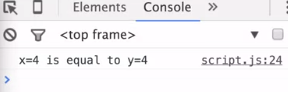 Elements Console »
<top frame> ▼
x=4 is equal to y=4 script.js:24
>